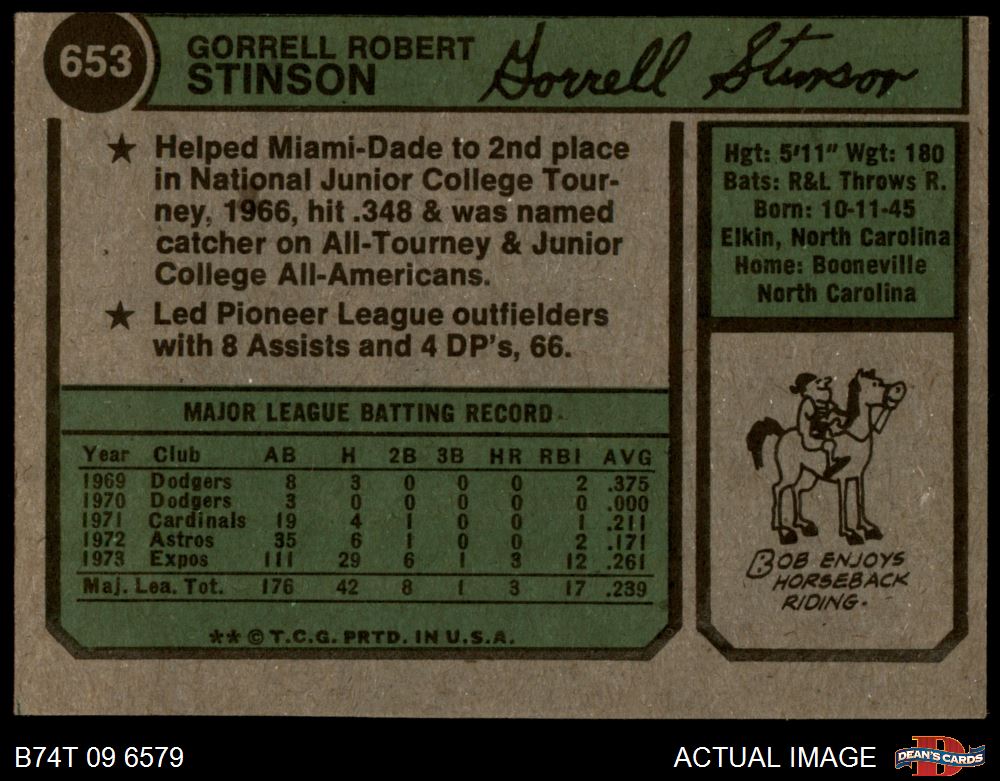 653
GORRELL ROBERT
STINSON
Gorrell Stinson
★ Helped Miami-Dade to 2nd place
in National Junior College Tour-
ney, 1966, hit .348 & was named
catcher on All-Tourney & Junior
College All-Americans.
★ Led Pioneer League outfielders
with 8 Assists and 4 DP's, 66.
Hgt: 5'11" Wgt: 180
Bats: R&L Throws R.
Born: 10-11-45
Elkin, North Carolina
Home: Booneville
North Carolina
MAJOR LEAGUE BATTING RECORD
Year Club AB H 2B 3B HR RBI AVG
1969 Dodgers 8 3 0 0 0 2 .375
1970 Dodgers 3 0 0 0 0 0 .000
1971 Cardinals 19 4 1 0 0 1 .211
1972 Astros 35 6 1 0 0 2 .171
1973 Expos 111 29 6 1 3 12 .261
Maj. Lea. Tot. 176 42 8 1 3 17 .239
** © T.C.G. PRTD. IN U.S.A.
BOB ENJOYS
HORSEBACK
RIDING.
B74T 09 6579
ACTUAL IMAGE
D
DEAN'S CARDS